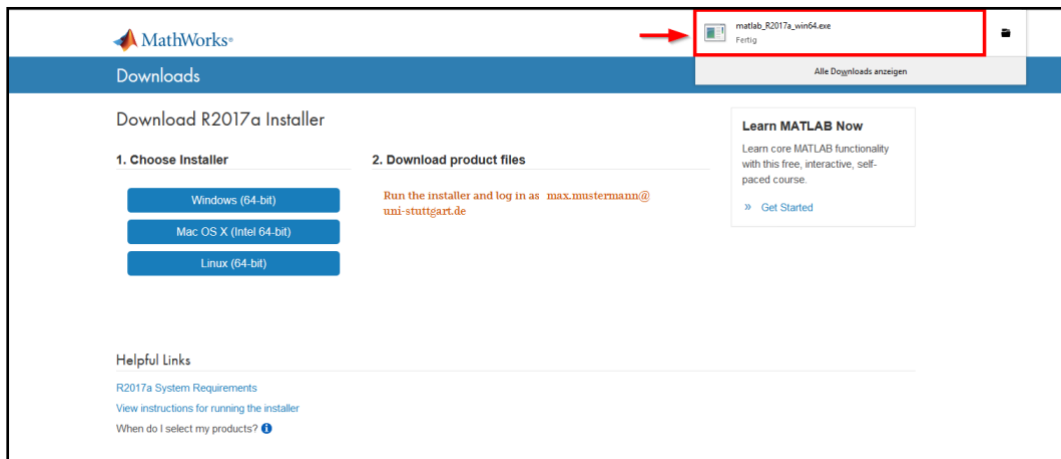 MathWorks®
matlab_R2017a_win64.exe
Fertig
Alle Downloads anzeigen
Downloads
Download R2017a Installer
1. Choose Installer
Windows (64-bit)
Mac OS X (Intel 64-bit)
Linux (64-bit)
2. Download product files
Run the installer and log in as max.mustermann@
uni-stuttgart.de
Learn MATLAB Now
Learn core MATLAB functionality
with this free, interactive, self-
paced course.
» Get Started
Helpful Links
R2017a System Requirements
View instructions for running the installer
When do I select my products?